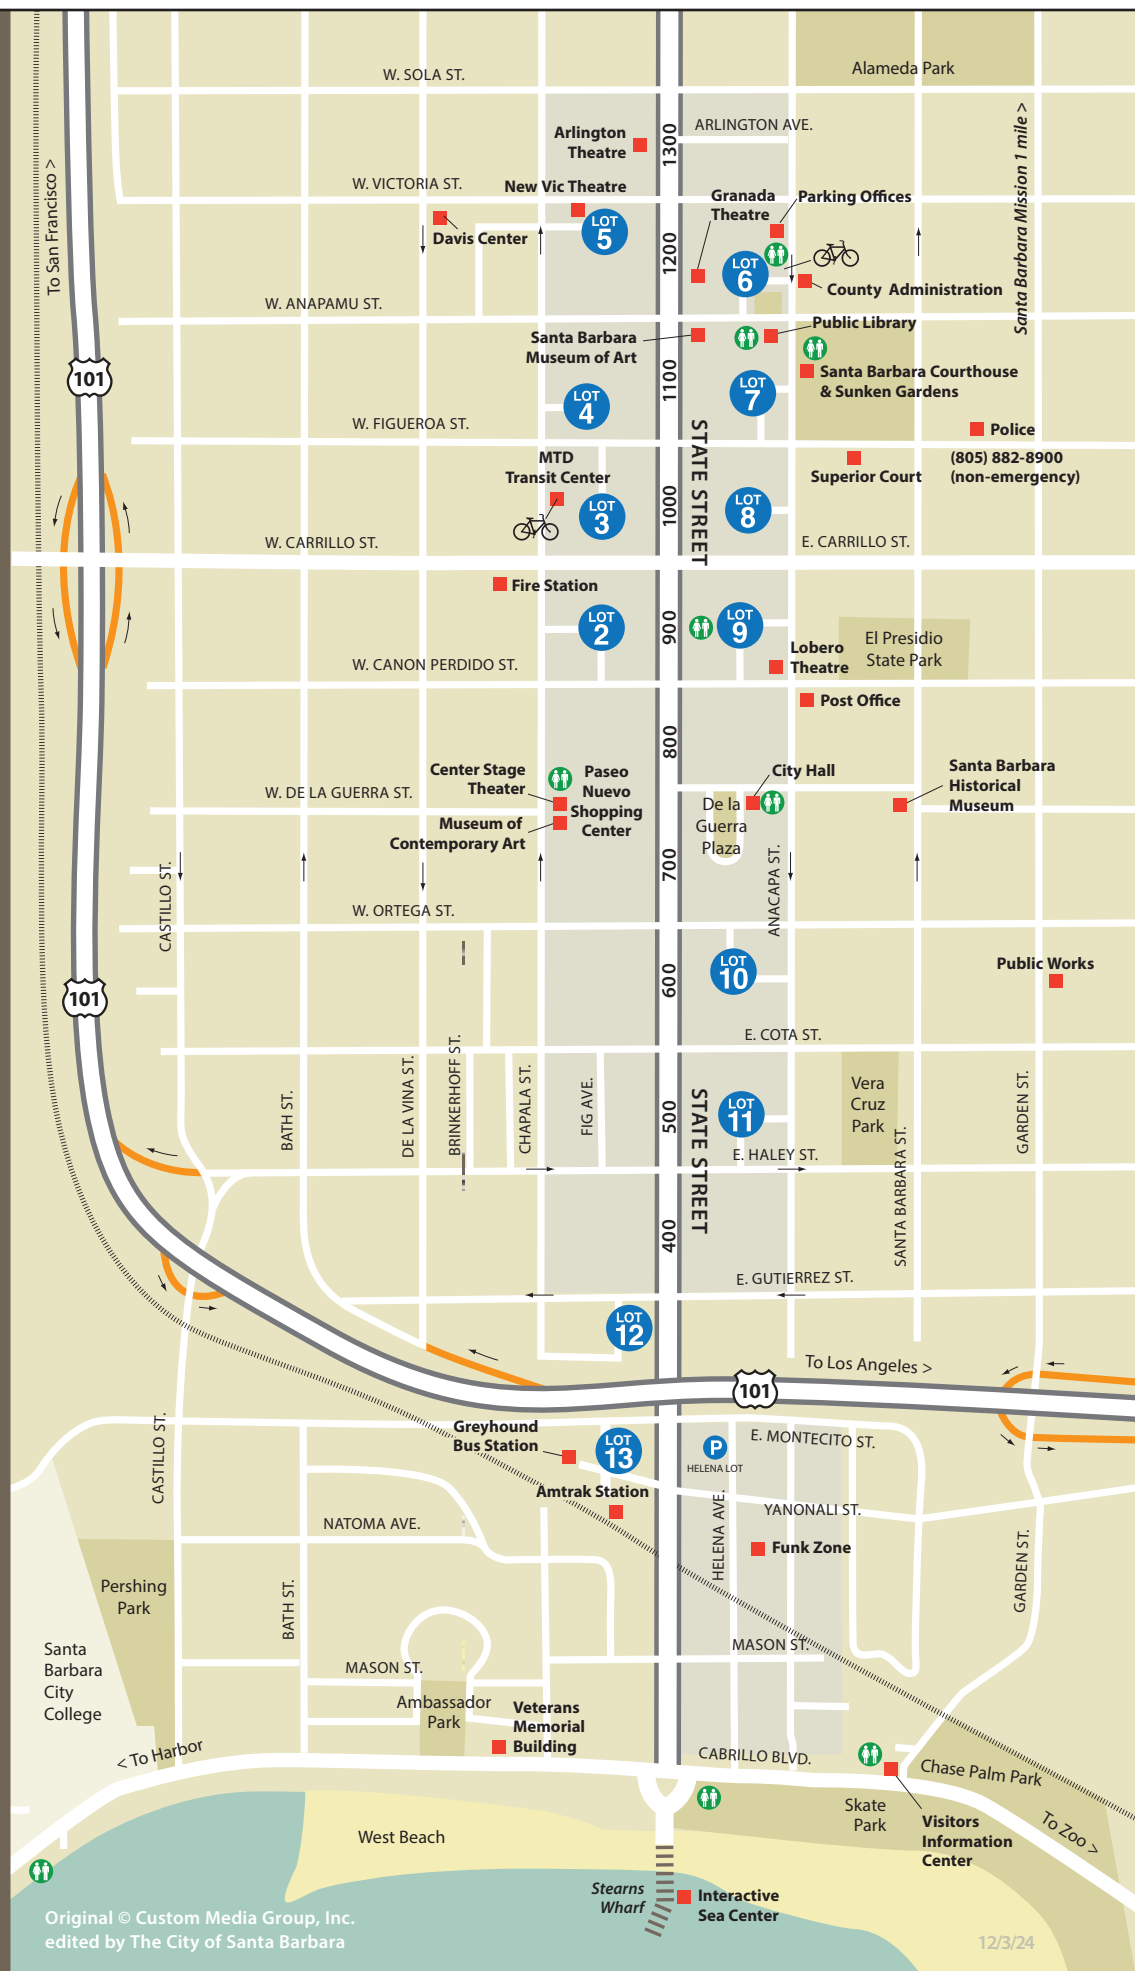 W. SOLA ST.
Alameda Park
Arlington
Theatre
1300
ARLINGTON AVE.
Santa Barbara Mission 1 mile >
To San Francisco >
W. VICTORIA ST.
New Vic Theatre
LOT
5
Davis Center
Granada
Theatre
Parking Offices
1200
LOT
6
County Administration
W. ANAPAMU ST.
Santa Barbara
Museum of Art
Public Library
101
1100
Santa Barbara Courthouse
& Sunken Gardens
LOT
4
LOT
7
W. FIGUEROA ST.
STATE STREET
Police
(805) 882-8900
(non-emergency)
MTD
Transit Center
Superior Court
LOT
3
1000
LOT
8
W. CARRILLO ST.
E. CARRILLO ST.
Fire Station
LOT
2
900
LOT
9
Lobero
Theatre
El Presidio
State Park
W. CANON PERDIDO ST.
Post Office
800
Center Stage
Theater
Paseo
Nuevo
Shopping
Center
City Hall
Santa Barbara
Historical
Museum
W. DE LA GUERRA ST.
Museum of
Contemporary Art
De la
Guerra
Plaza
700
CASTILLO ST.
ANACAPA ST.
W. ORTEGA ST.
LOT
10
600
Public Works
101
E. COTA ST.
BATH ST.
DE LA VINA ST.
BRINKERHOFF ST.
CHAPALA ST.
FIG AVE.
500
STATE STREET
LOT
11
Vera
Cruz
Park
GARDEN ST.
E. HALEY ST.
SANTA BARBARA ST.
400
E. GUTIERREZ ST.
LOT
12
To Los Angeles >
101
CASTILLO ST.
Greyhound
Bus Station
LOT
13
P
HELENA LOT
E. MONTECITO ST.
Amtrak Station
HELENA AVE.
YANONALI ST.
NATOMA AVE.
Funk Zone
GARDEN ST.
Pershing
Park
BATH ST.
Santa
Barbara
City
College
MASON ST.
MASON ST.
Ambassador
Park
Veterans
Memorial
Building
< To Harbor
CABRILLO BLVD.
Chase Palm Park
Skate
Park
To Zoo >
Visitors
Information
Center
West Beach
Stearns
Wharf
Interactive
Sea Center
Original © Custom Media Group, Inc.
edited by The City of Santa Barbara
12/3/24